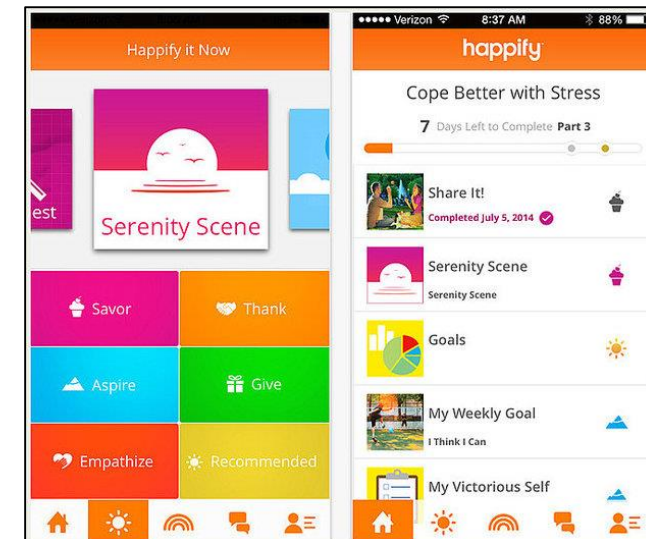 Happify it Now
est
Serenity Scene
Savor
Thank
Aspire
Give
Empathize
Recommended
Verizon 8:37 AM 88%
happify
Cope Better with Stress
7 Days Left to Complete Part 3
Share It!
Completed July 5, 2014
Serenity Scene
Serenity Scene
Goals
My Weekly Goal
I Think I Can
My Victorious Self